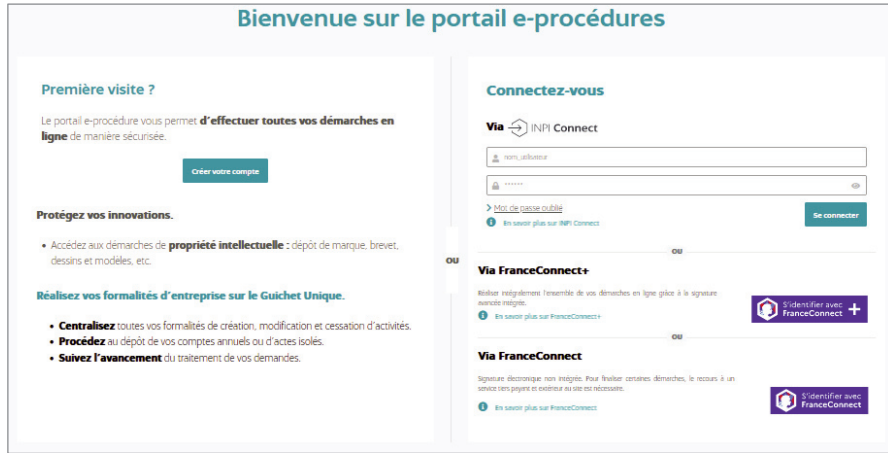 Bienvenue sur le portail e-procédures
Première visite ?
Le portail e-procédure vous permet d'effectuer toutes vos démarches en
ligne de manière sécurisée.
Créer votre compte
Protégez vos innovations.
• Accédez aux démarches de propriété intellectuelle : dépôt de marque, brevet,
dessins et modèles, etc.
Réalisez vos formalités d'entreprise sur le Guichet Unique.
• Centralisez toutes vos formalités de création, modification et cessation d'activités.
• Procédez au dépôt de vos comptes annuels ou d'actes isolés.
• Suivez l'avancement du traitement de vos demandes.
ou
Connectez-vous
Via INPI Connect
nom_utilisateur
••••••
> Mot de passe oublié
Se connecter
En savoir plus sur INPI Connect
ou
Via FranceConnect+
Réaliser intégralement l'ensemble de vos démarches en ligne grâce à la signature
avancée intégrée.
En savoir plus sur FranceConnect+
S'identifier avec
FranceConnect +
ou
Via FranceConnect
Signature électronique non intégrée. Pour finaliser certaines démarches, le recours à un
service tiers payant et extérieur au site est nécessaire.
En savoir plus sur FranceConnect
S'identifier avec
FranceConnect